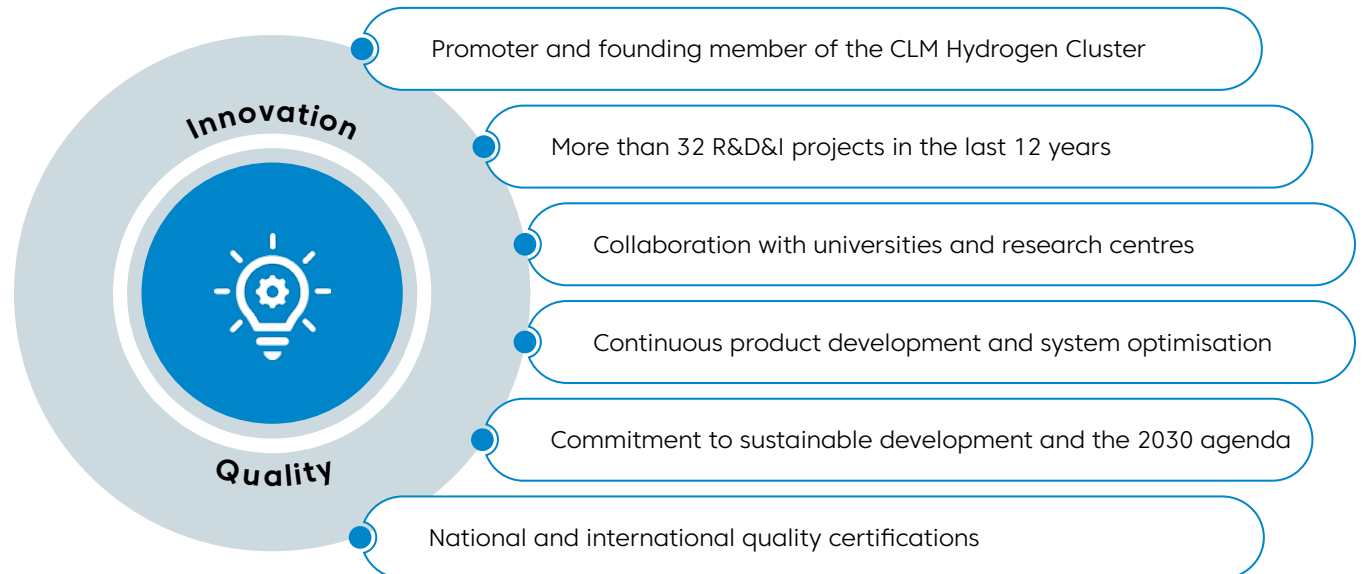 Innovation
Quality
Promoter and founding member of the CLM Hydrogen Cluster
More than 32 R&D&I projects in the last 12 years
Collaboration with universities and research centres
Continuous product development and system optimisation
Commitment to sustainable development and the 2030 agenda
National and international quality certifications